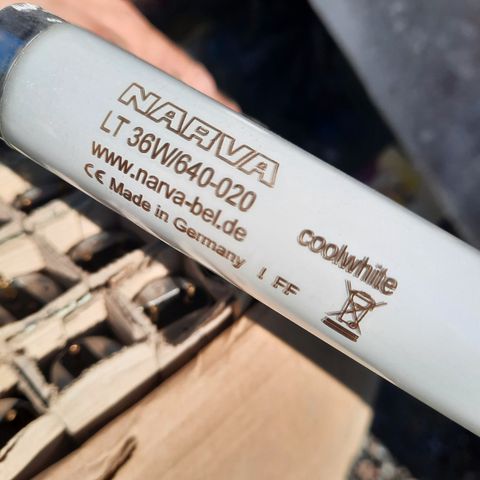 NARVA
LT 36W/640-020
www.narva-bel.de
CE Made in Germany I FF
coolwhite